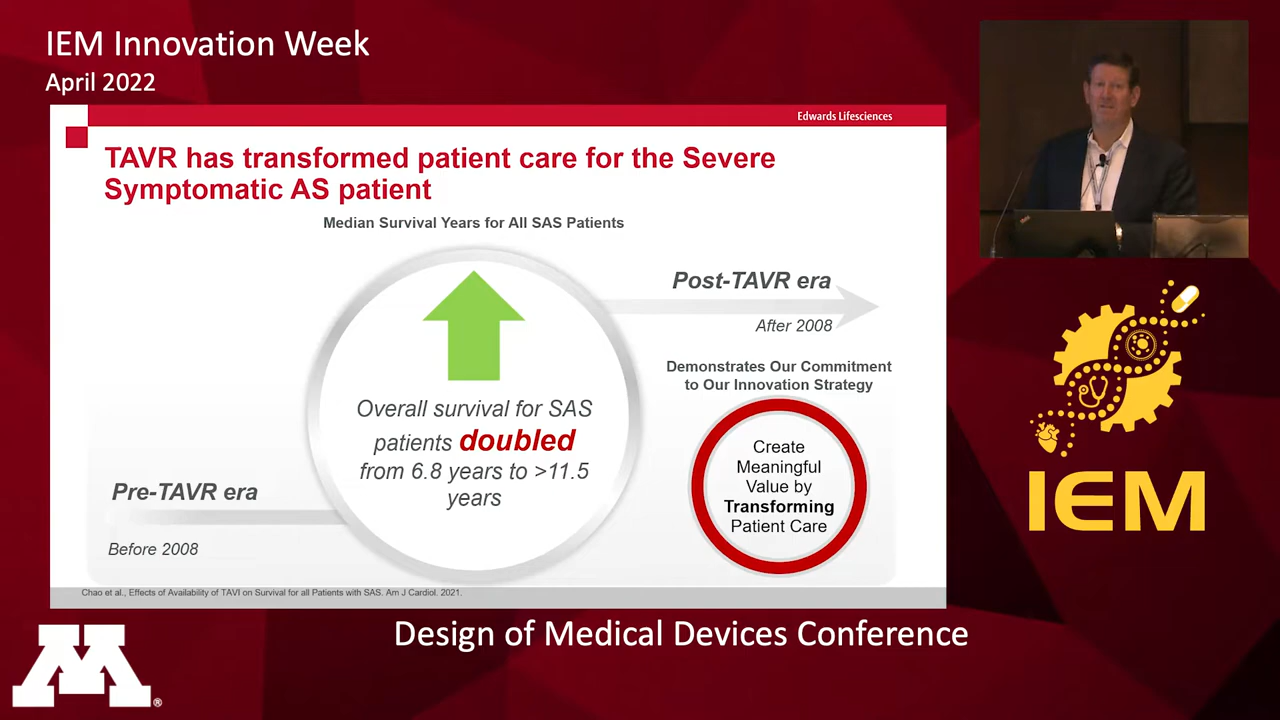 IEM Innovation Week
April 2022
Edwards Lifesciences
TAVR has transformed patient care for the Severe
Symptomatic AS patient
Median Survival Years for All SAS Patients
Post-TAVR era
After 2008
Demonstrates Our Commitment
to Our Innovation Strategy
Overall survival for SAS
patients doubled
from 6.8 years to >11.5
years
Create
Meaningful
Value by
Transforming
Patient Care
Pre-TAVR era
Before 2008
Chao et al., Effects of Availability of TAVI on Survival for all Patients with SAS. Am J Cardiol. 2021.
IEM
Design of Medical Devices Conference
M®